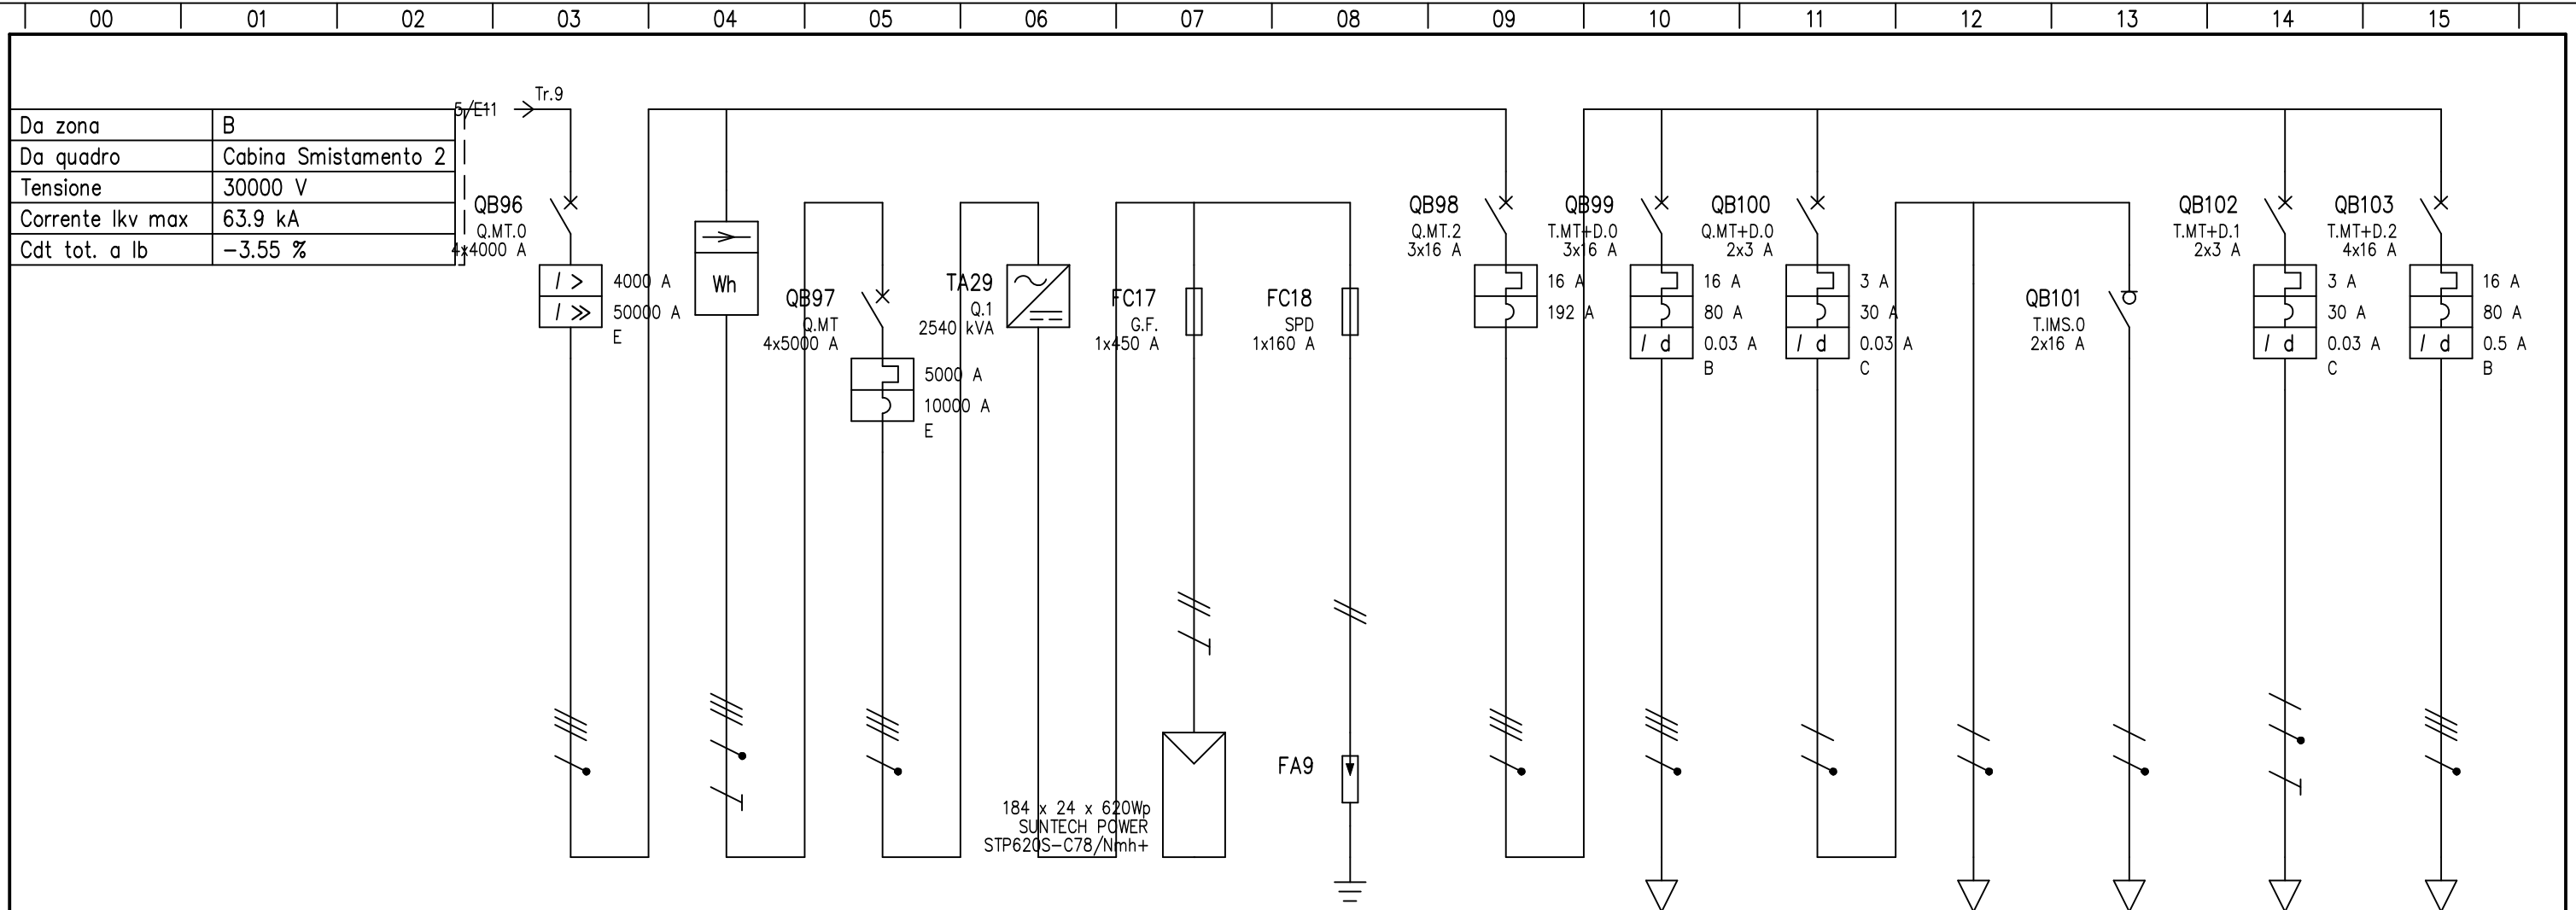 00 01 02 03 04 05 06 07 08 09 10 11 12 13 14 15
5/E11 Tr.9
Da zona B
Da quadro Cabina Smistamento 2
Tensione 30000 V
Corrente Ikv max 63.9 kA
Cdt tot. a Ib -3.55 %
QB96
Q.MT.0
4x4000 A
I > 4000 A
I >> 50000 A
E
Wh
QB97
Q.MT
4x5000 A
5000 A
10000 A
E
TA29
Q.1
2540 kVA
FC17
G.F.
1x450 A
184 x 24 x 620Wp
SUNTECH POWER
STP620S-C78/Nmh+
FC18
SPD
1x160 A
FA9
QB98
Q.MT.2
3x16 A
16 A
192 A
QB99
T.MT+D.0
3x16 A
16 A
80 A
I d 0.03 A
B
QB100
Q.MT+D.0
2x3 A
3 A
30 A
I d 0.03 A
C
QB101
T.IMS.0
2x16 A
QB102
T.MT+D.1
2x3 A
3 A
30 A
I d 0.03 A
C
QB103
T.MT+D.2
4x16 A
16 A
80 A
I d 0.5 A
B